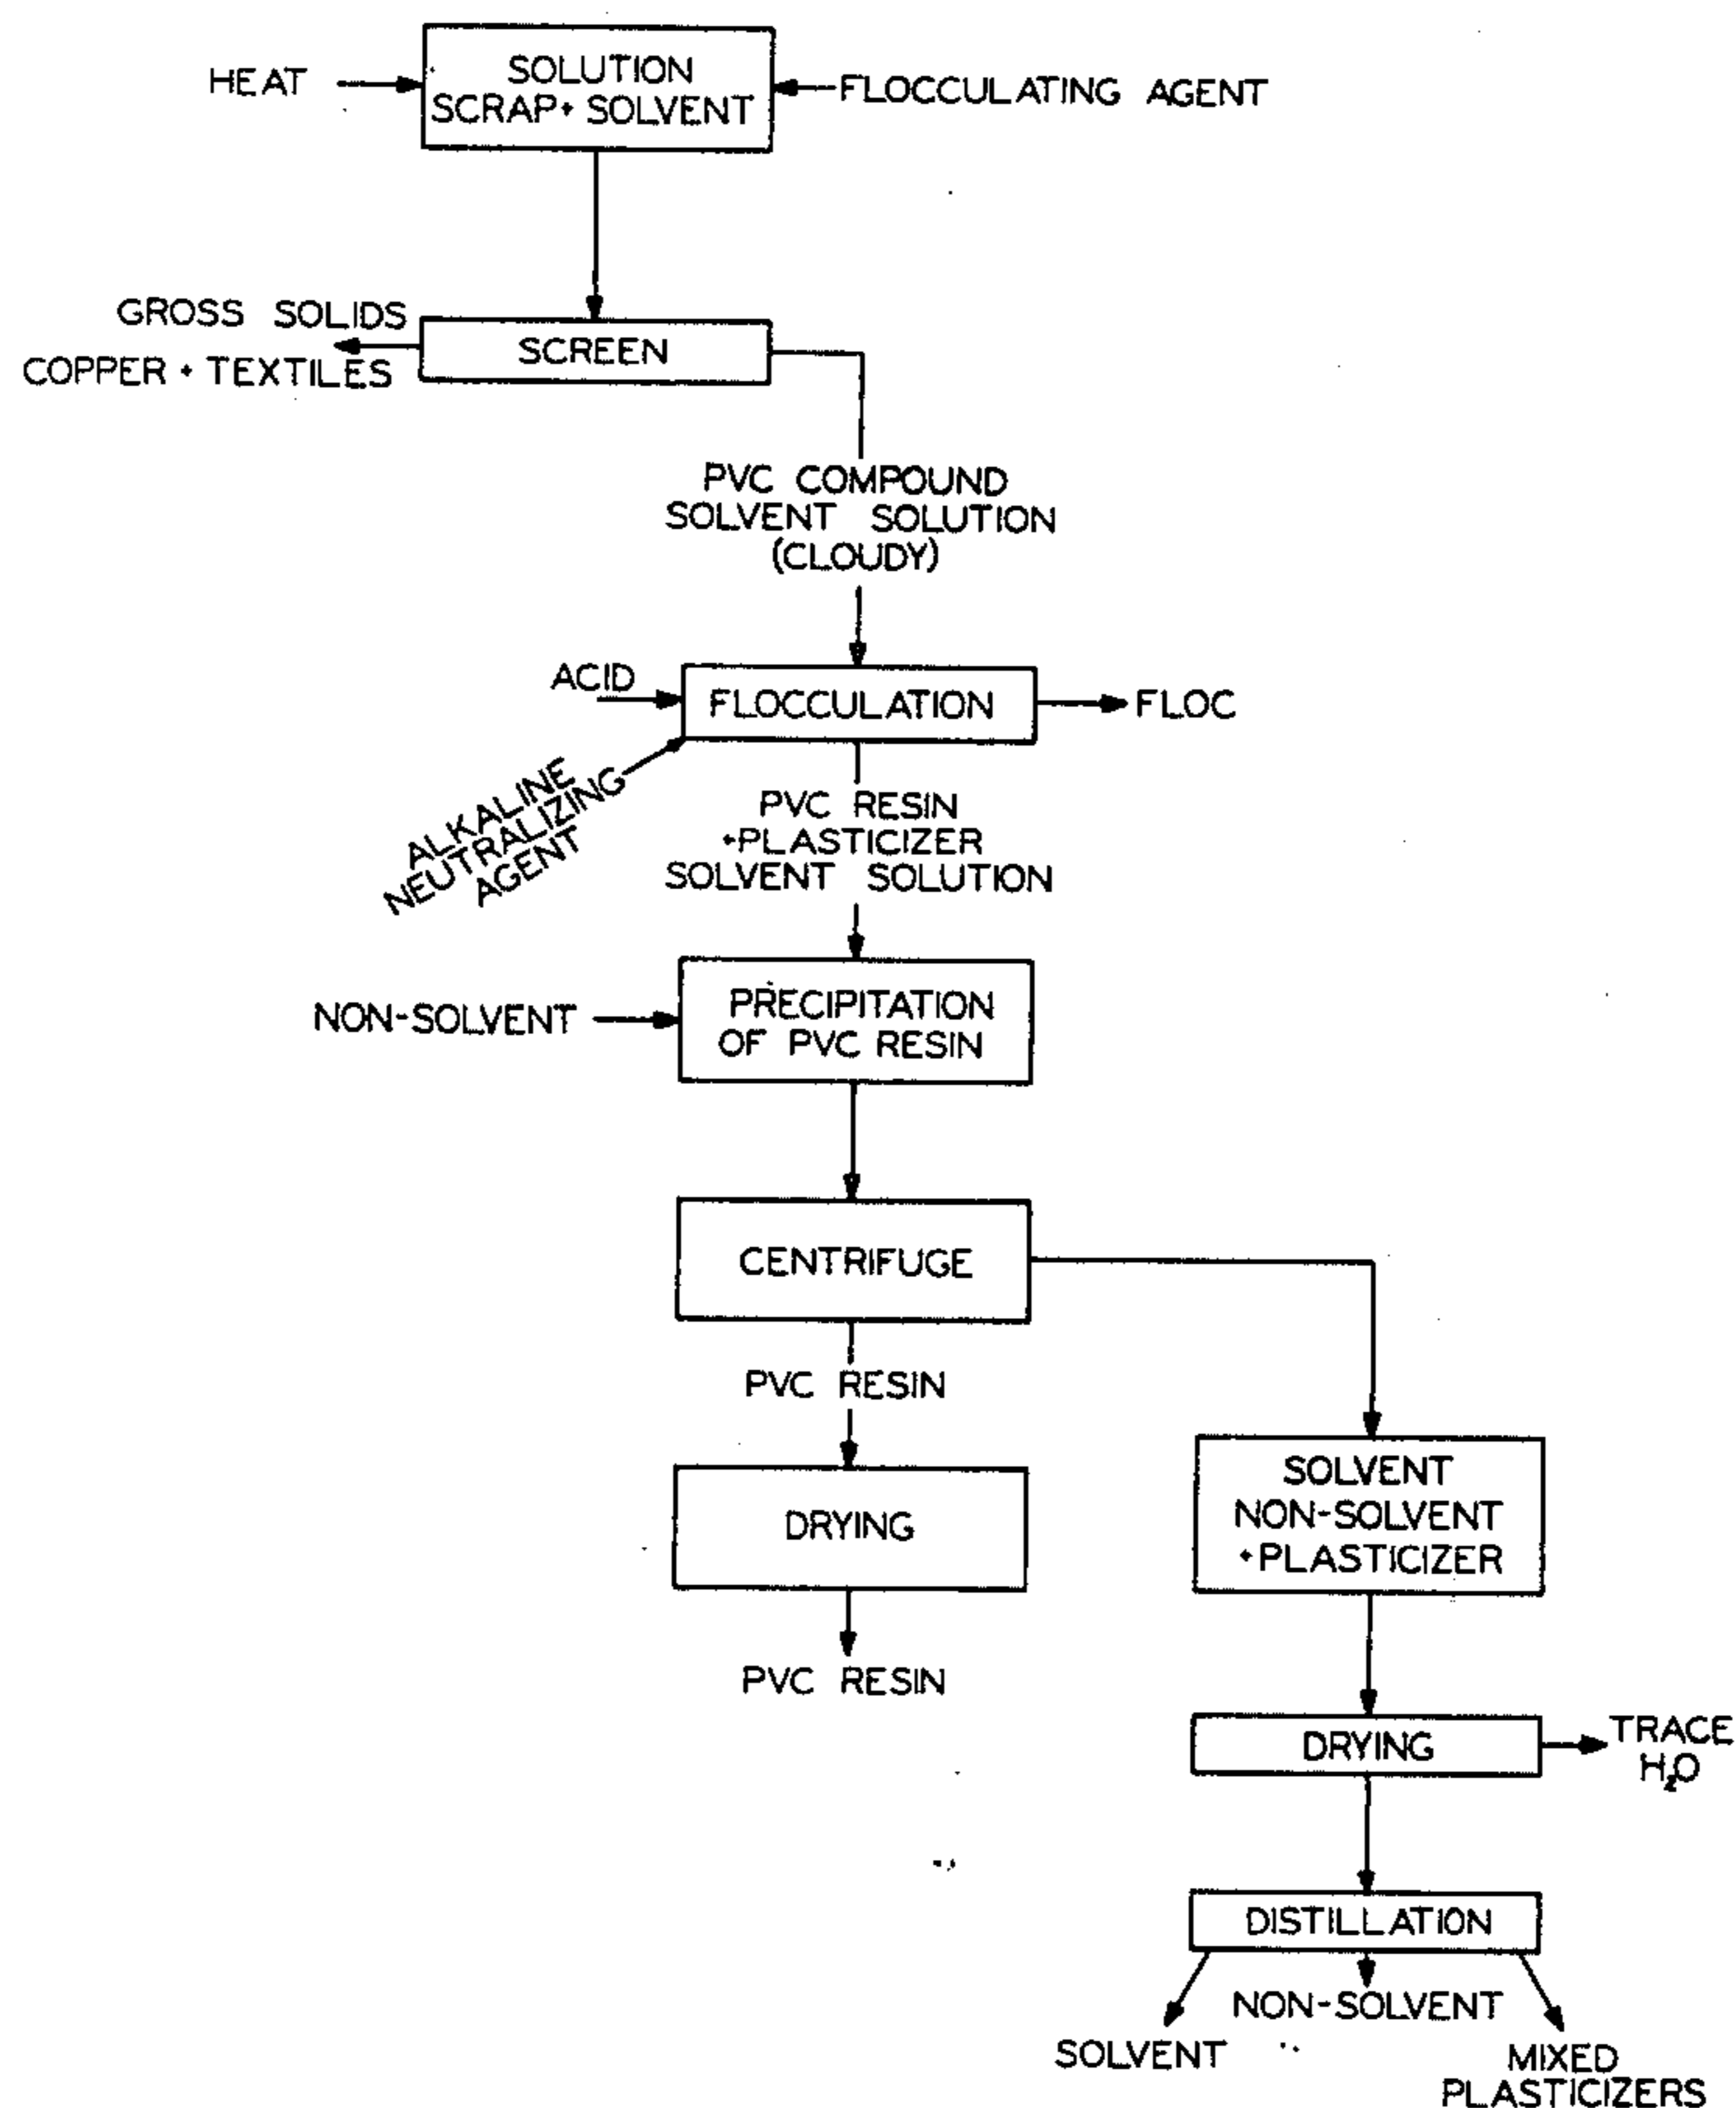 HEAT
SOLUTION
SCRAP+ SOLVENT
FLOCCULATING AGENT
GROSS SOLIDS
COPPER + TEXTILES
SCREEN
PVC COMPOUND
SOLVENT SOLUTION
(CLOUDY)
ACID
FLOCCULATION
FLOC
ALKALINE
NEUTRALIZING
AGENT
PVC RESIN
+PLASTICIZER
SOLVENT SOLUTION
NON-SOLVENT
PRECIPITATION
OF PVC RESIN
CENTRIFUGE
PVC RESIN
DRYING
PVC RESIN
SOLVENT
NON-SOLVENT
+PLASTICIZER
DRYING
TRACE
H₂O
DISTILLATION
SOLVENT
NON-SOLVENT
MIXED
PLASTICIZERS